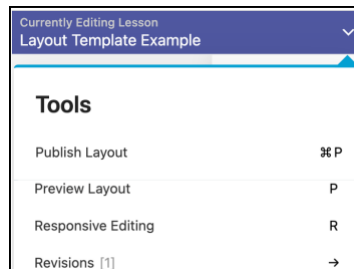 Currently Editing Lesson
Layout Template Example
Tools
Publish Layout ⌘ P
Preview Layout P
Responsive Editing R
Revisions [1] →